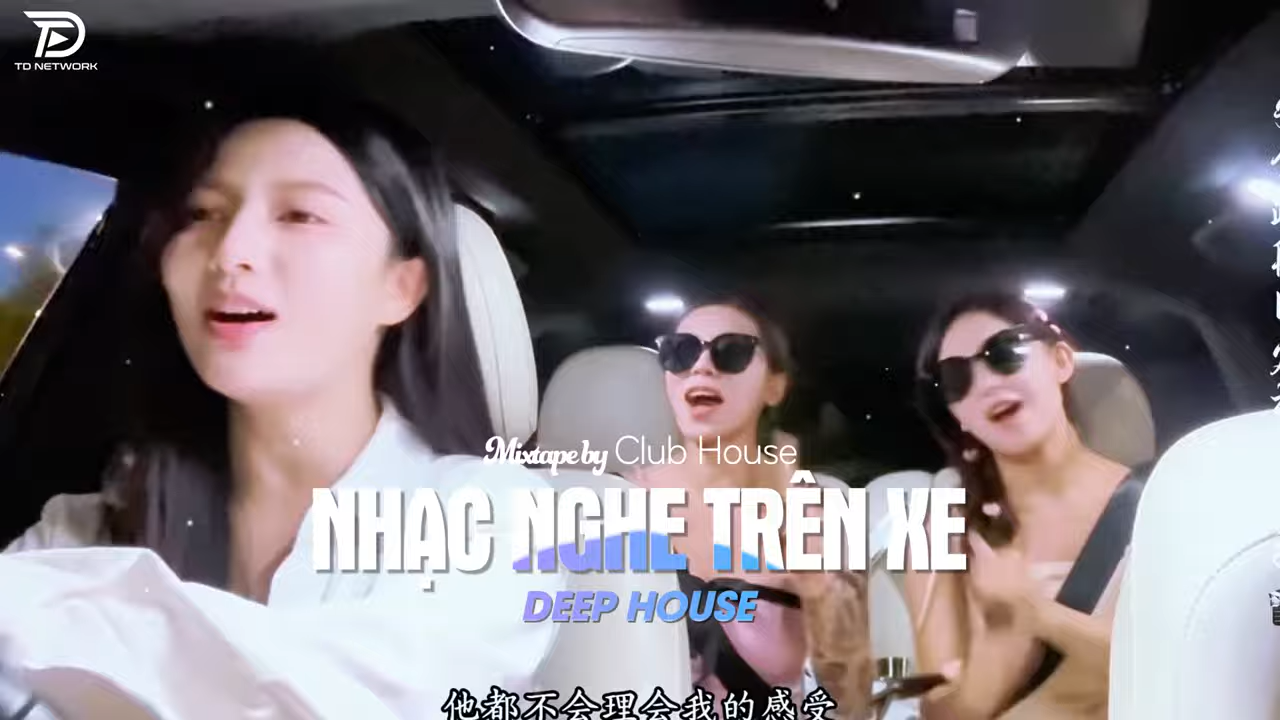 TD NETWORK
Mixtape by Club House
NHẠC NGHE TRÊN XE
DEEP HOUSE
他都不会理会我的感受